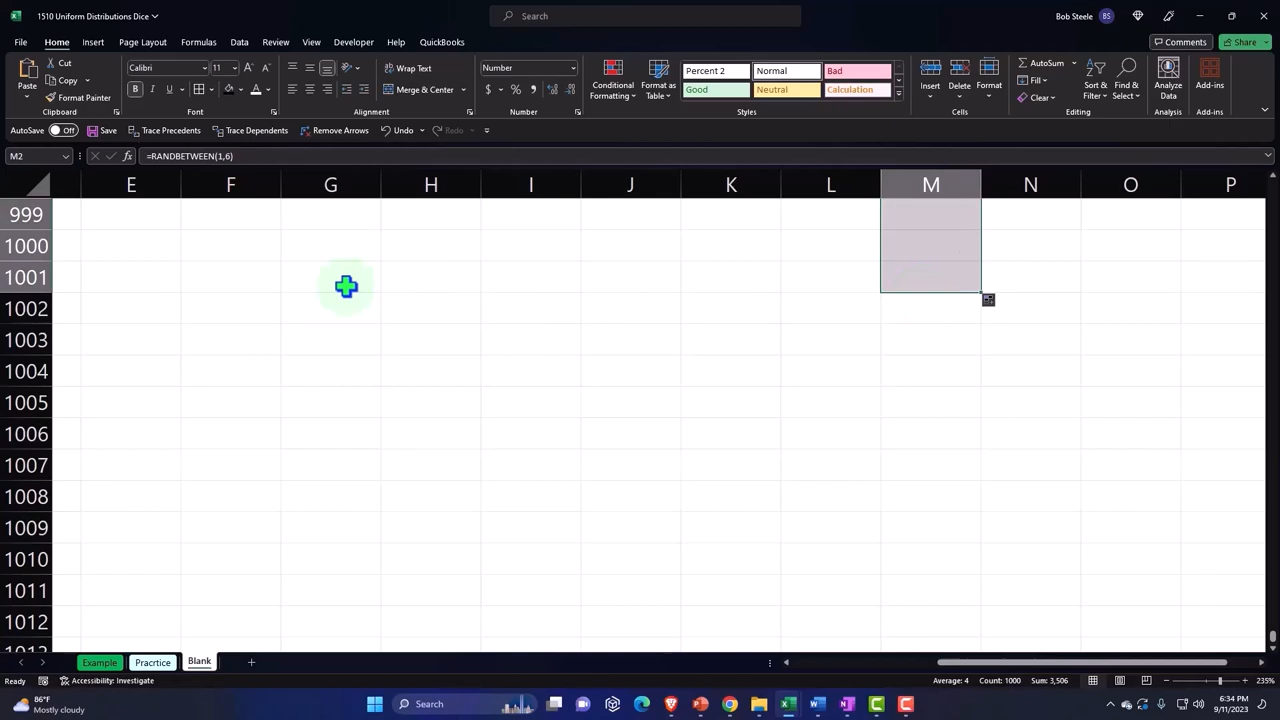 1510 Uniform Distributions Dice
Search
Bob Steele
BS
File Home Insert Page Layout Formulas Data Review View Developer Help QuickBooks
Comments
Share
Paste
Cut
Copy
Format Painter
Clipboard
Calibri
11
Font
Wrap Text
Merge & Center
Alignment
Number
Number
Conditional
Formatting
Format as
Table
Percent 2 Normal Bad
Good Neutral Calculation
Styles
Insert Delete Format
Cells
AutoSum
Fill
Clear
Sort &
Filter
Find &
Select
Editing
Analyze
Data
Analysis
Add-ins
Add-ins
AutoSave Off Save Trace Precedents Trace Dependents Remove Arrows Undo Redo
M2 fx =RANDBETWEEN(1,6)
E F G H I J K L M N O P
999
1000
1001
1002
1003
1004
1005
1006
1007
1008
1009
1010
1011
1012
1013
Example Pracrtice Blank
Ready Accessibility: Investigate Average: 4 Count: 1000 Sum: 3,506 235%
86°F
Mostly cloudy
Search
6:34 PM
9/11/2023